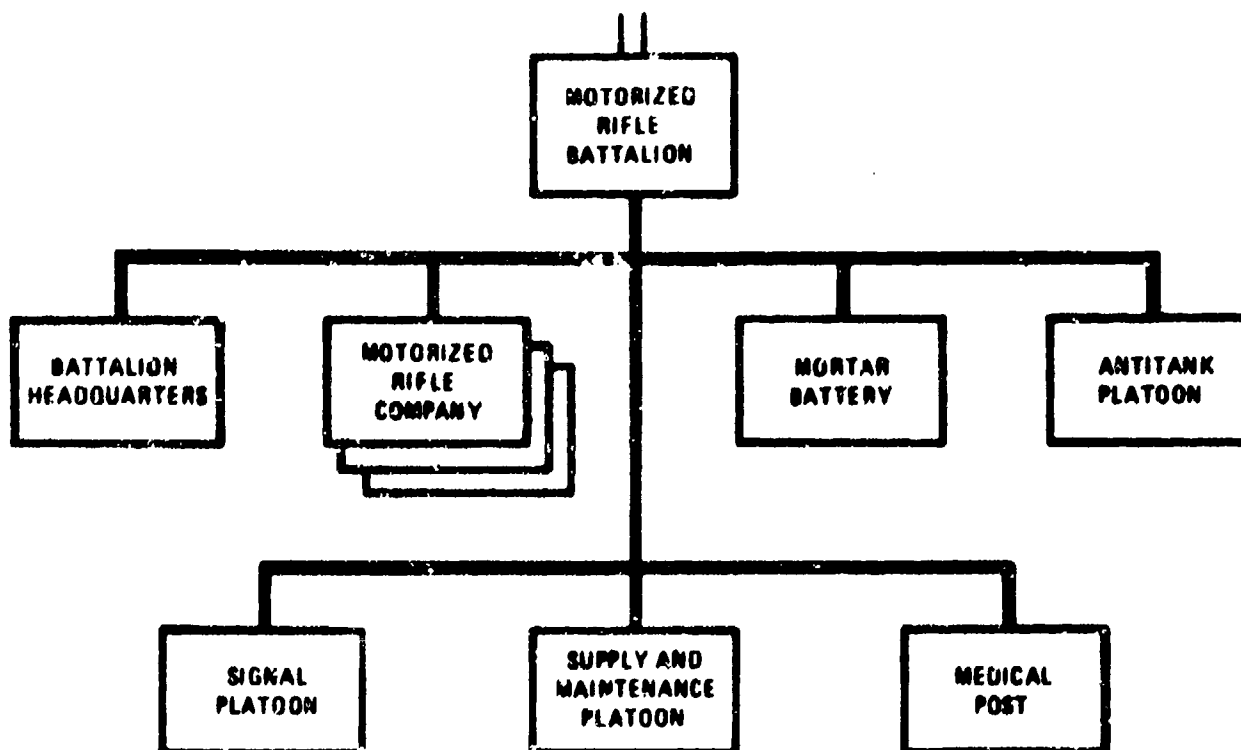 MOTORIZED
RIFLE
BATTALION
BATTALION
HEADQUARTERS
MOTORIZED
RIFLE
COMPANY
MORTAR
BATTERY
ANTITANK
PLATOON
SIGNAL
PLATOON
SUPPLY AND
MAINTENANCE
PLATOON
MEDICAL
POST